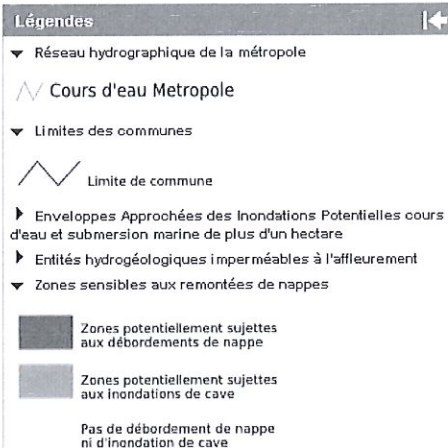 Légendes
Réseau hydrographique de la métropole
Cours d'eau Metropole
Limites des communes
Limite de commune
Enveloppes Approchées des Inondations Potentielles cours
d'eau et submersion marine de plus d'un hectare
Entités hydrogéologiques imperméables à l'affleurement
Zones sensibles aux remontées de nappes
Zones potentiellement sujettes
aux débordements de nappe
Zones potentiellement sujettes
aux inondations de cave
Pas de débordement de nappe
ni d'inondation de cave